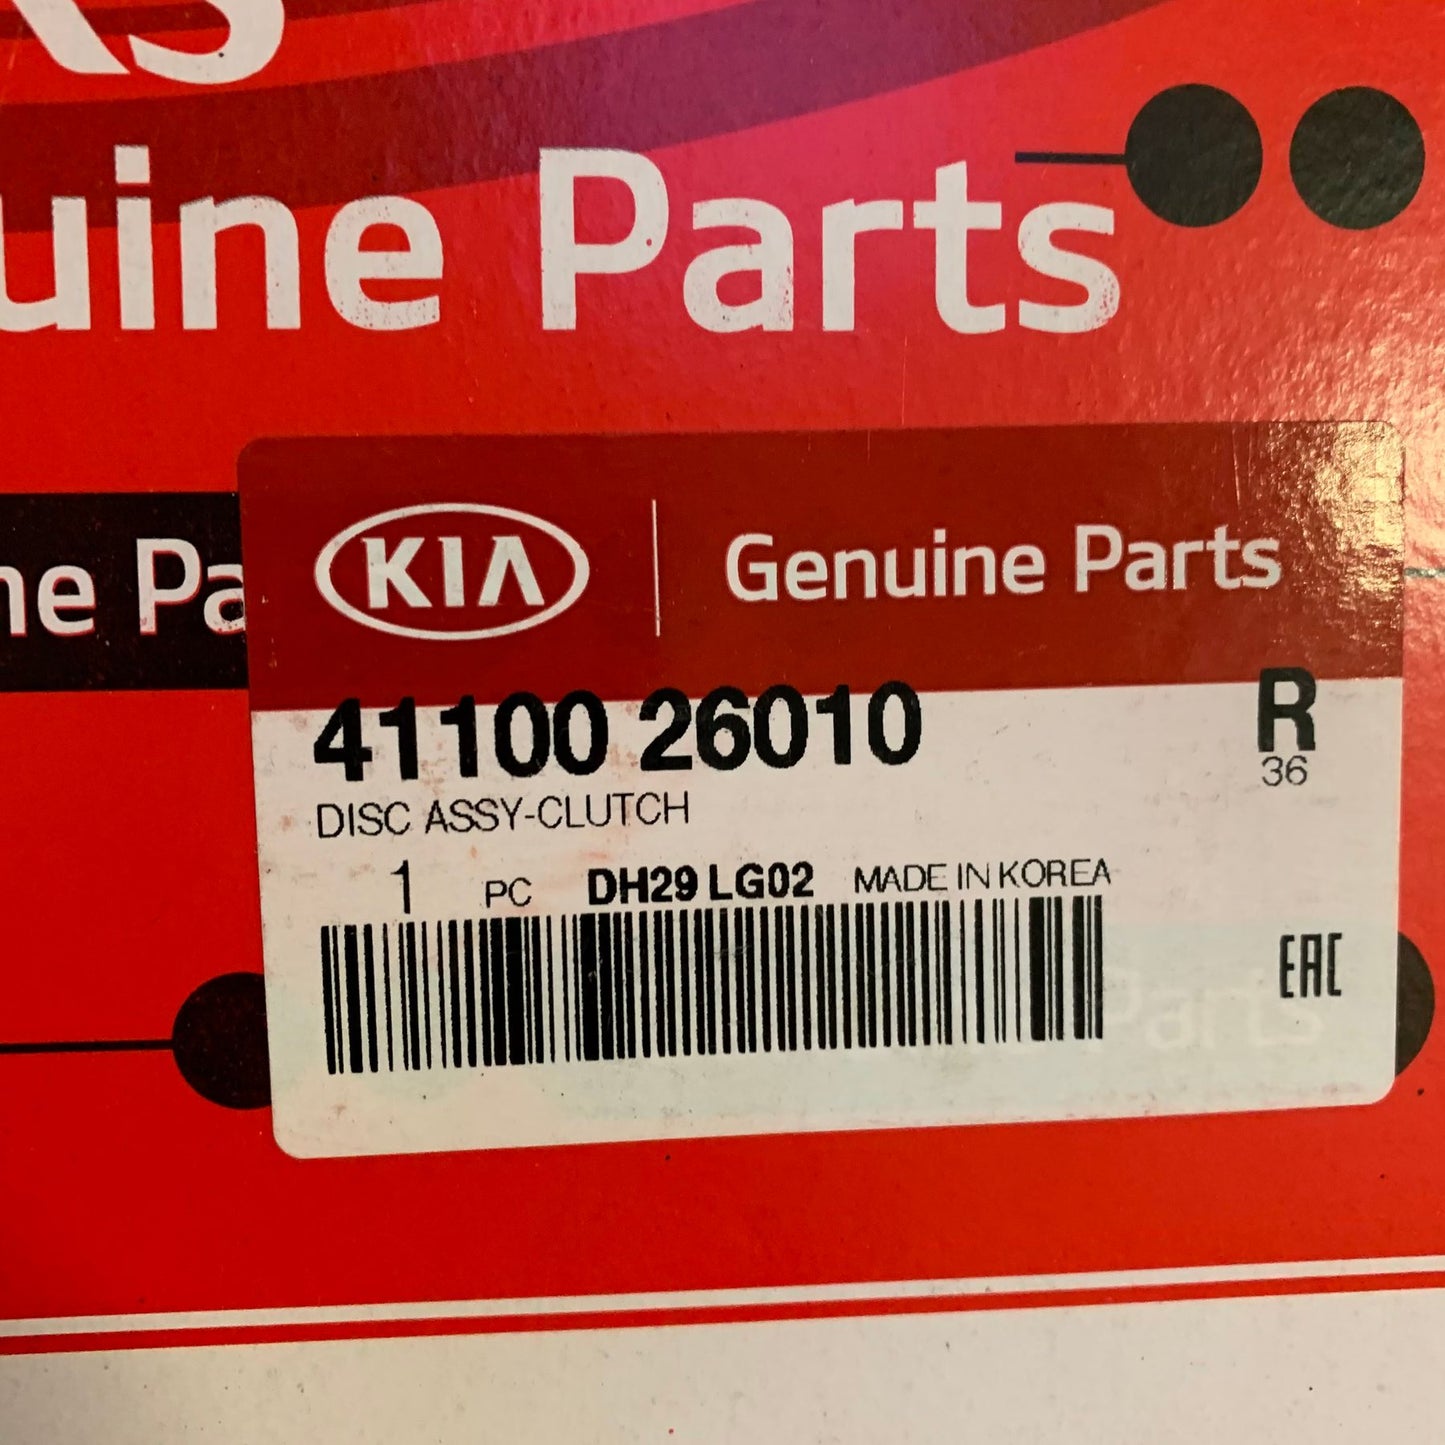 Parts
ne Pa
KIA
Genuine Parts
41100 26010
R
36
DISC ASSY-CLUTCH
1 PC DH29 LG02 MADE IN KOREA
EAC
Parts